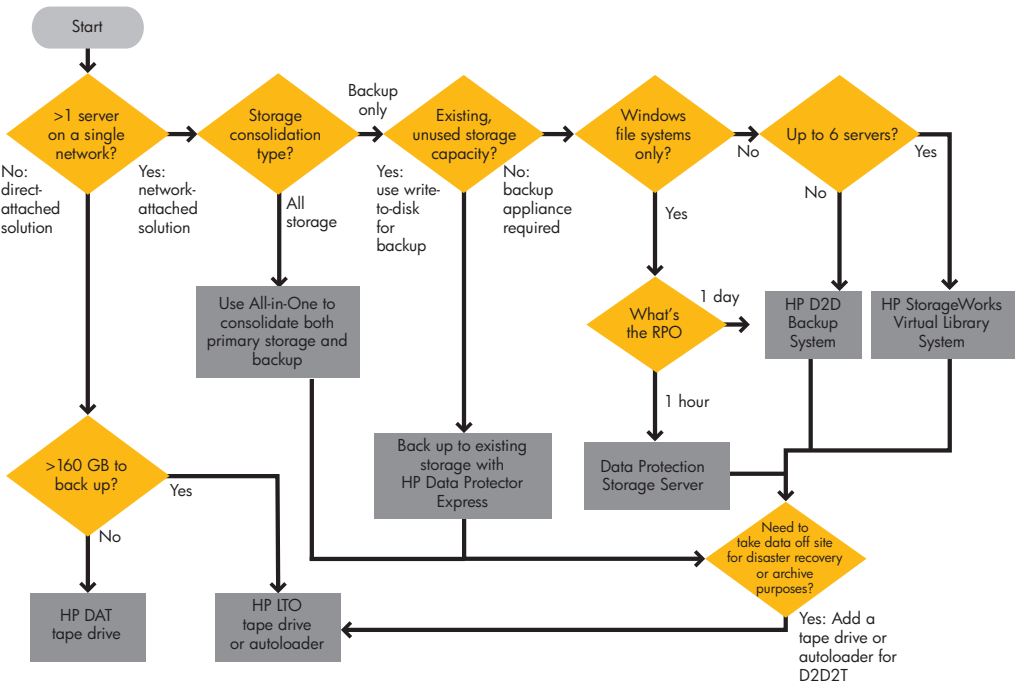 Start
>1 server
on a single
network?
No:
direct-
attached
solution
Yes:
network-
attached
solution
Storage
consolidation
type?
Backup
only
All
storage
Existing,
unused storage
capacity?
Yes:
use write-
to-disk
for
backup
No:
backup
appliance
required
Windows
file systems
only?
No
Yes
Up to 6 servers?
Yes
No
Use All-in-One to
consolidate both
primary storage and
backup
What's
the RPO
1 day
1 hour
HP D2D
Backup
System
HP StorageWorks
Virtual Library
System
>160 GB to
back up?
Yes
No
Back up to existing
storage with
HP Data Protector
Express
Data Protection
Storage Server
Need to
take data off site
for disaster recovery
or archive
purposes?
HP DAT
tape drive
HP LTO
tape drive
or autoloader
Yes: Add a
tape drive or
autoloader for
D2D2T